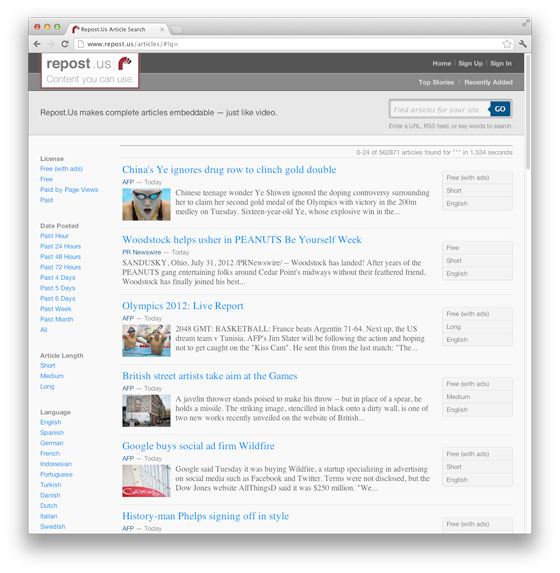 Repost.Us Article Search
www.repost.us/articles/#!q=
repost.us
Content you can use.
Home | Sign Up | Sign In
Top Stories | Recently Added
Repost.Us makes complete articles embeddable — just like video.
Find articles for your site
GO
Enter a URL, RSS feed, or key words to search.
0-24 of 562871 articles found for "*" in 1.534 seconds
License
Free (with ads)
Free
Paid by Page Views
Paid
Date Posted
Past Hour
Past 24 Hours
Past 48 Hours
Past 72 Hours
Past 4 Days
Past 5 Days
Past 6 Days
Past Week
Past Month
All
Article Length
Short
Medium
Long
Language
English
Spanish
German
French
Indonesian
Portuguese
Turkish
Danish
Dutch
Italian
Swedish
China's Ye ignores drug row to clinch gold double
AFP — Today
Chinese teenage wonder Ye Shiwen ignored the doping controversy surrounding
her to claim her second gold medal of the Olympics with victory in the 200m
medley on Tuesday. Sixteen-year-old Ye, whose explosive win in the...
Free (with ads)
Short
English
Woodstock helps usher in PEANUTS Be Yourself Week
PR Newswire — Today
SANDUSKY, Ohio, July 31, 2012 /PRNewswire/ -- Woodstock has landed! After years of the
PEANUTS gang entertaining folks around Cedar Point's midways without their feathered friend,
Woodstock has finally joined his best...
Free
Short
English
Olympics 2012: Live Report
AFP — Today
2048 GMT: BASKETBALL: France beats Argentin 71-64. Next up, the US
dream team v Tunisia. AFP's Jim Slater will be following the action and hoping
not to get caught on the "Kiss Cam". He sent this from the last match: "The...
Free (with ads)
Long
English
British street artists take aim at the Games
AFP — Today
A javelin thrower stands poised to make his throw -- but in place of a spear, he
holds a missile. The striking image, stencilled in black onto a dirty wall, is one of
two new works recently unveiled on the website of British...
Free (with ads)
Medium
English
Google buys social ad firm Wildfire
AFP — Today
Google said Tuesday it was buying Wildfire, a startup specializing in advertising
on social media such as Facebook and Twitter. Terms were not disclosed, but the
Dow Jones website AllThingsD said it was $250 million. "We...
Google
Free (with ads)
Short
English
History-man Phelps signing off in style
AFP — Today
Free (with ads)